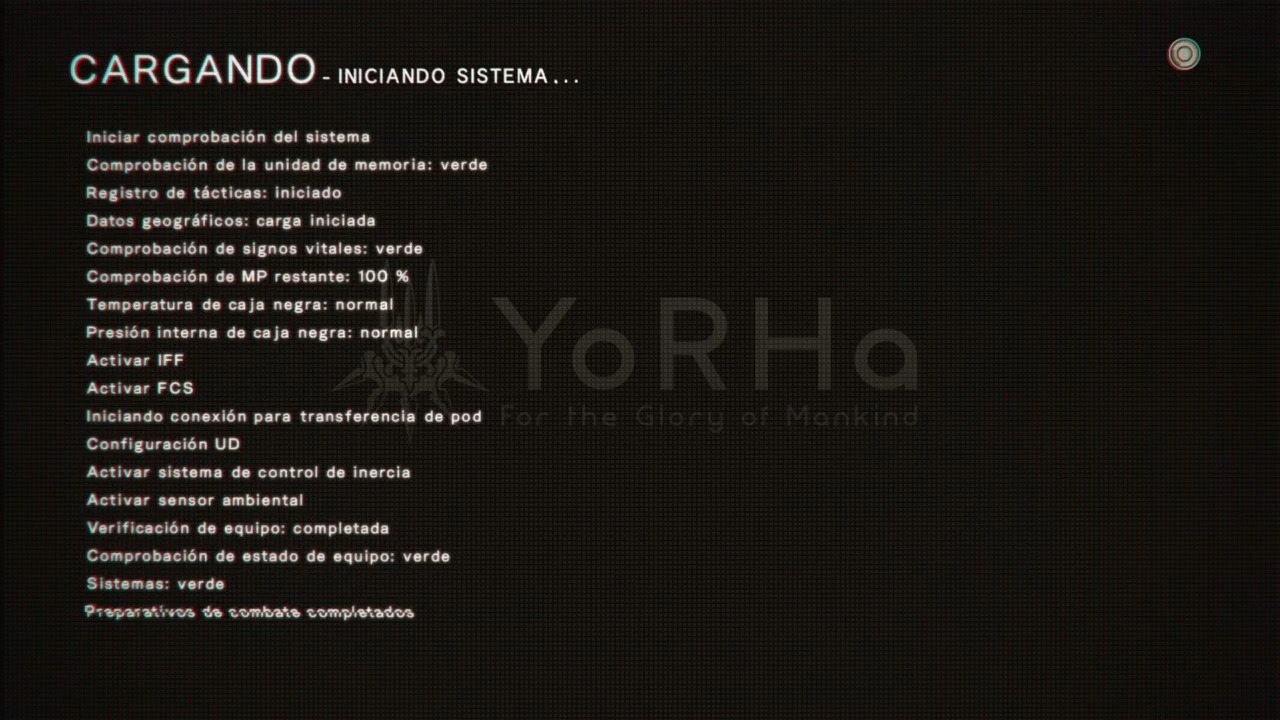 CARGANDO - INICIANDO SISTEMA...
Iniciar comprobación del sistema
Comprobación de la unidad de memoria: verde
Registro de tácticas: iniciado
Datos geográficos: carga iniciada
Comprobación de signos vitales: verde
Comprobación de MP restante: 100 %
Temperatura de caja negra: normal
Presión interna de caja negra: normal
Activar IFF
Activar FCS
Iniciando conexión para transferencia de pod
Configuración UD
Activar sistema de control de inercia
Activar sensor ambiental
Verificación de equipo: completada
Comprobación de estado de equipo: verde
Sistemas: verde
Preparativos de combate completados
YoRHa
For the Glory of Mankind